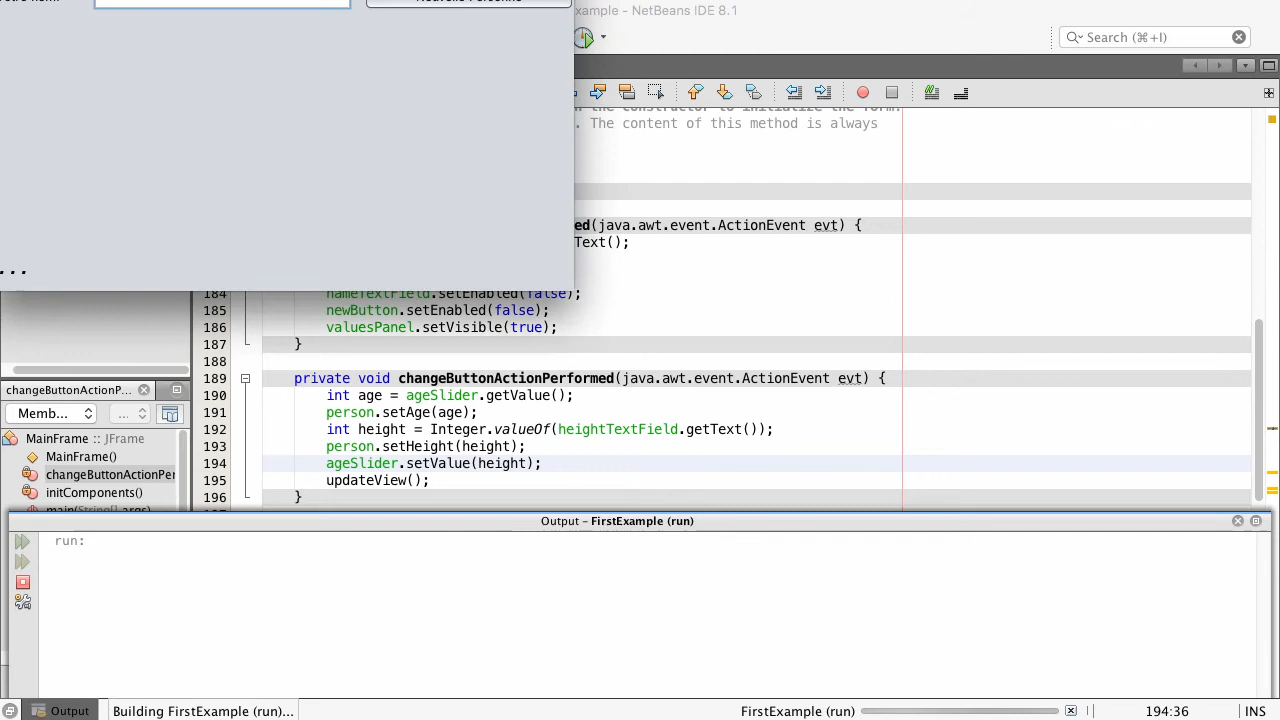 Nouvelle Personne
...
xample - NetBeans IDE 8.1
Search (⌘+I)
n the constructor to initialize the form.
. The content of this method is always
ed(java.awt.event.ActionEvent evt) {
Text();
184 nameTextField.setEnabled(false);
185 newButton.setEnabled(false);
186 valuesPanel.setVisible(true);
187 }
188
189 private void changeButtonActionPerformed(java.awt.event.ActionEvent evt) {
190 int age = ageSlider.getValue();
191 person.setAge(age);
192 int height = Integer.valueOf(heightTextField.getText());
193 person.setHeight(height);
194 ageSlider.setValue(height);
195 updateView();
196 }
changeButtonActionP...
Memb... ...
MainFrame :: JFrame
MainFrame()
changeButtonActionPer
initComponents()
main(String[] args)
Output – FirstExample (run)
run:
Output
Building FirstExample (run)...
FirstExample (run)
194:36
INS